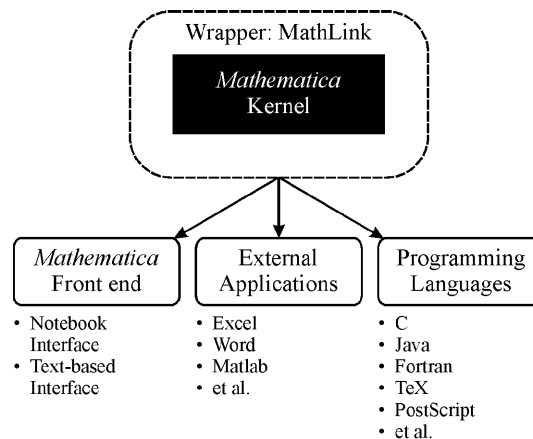 Wrapper: MathLink
Mathematica
Kernel
Mathematica
Front end
• Notebook
Interface
• Text-based
Interface
External
Applications
• Excel
• Word
• Matlab
• et al.
Programming
Languages
• C
• Java
• Fortran
• TeX
• PostScript
• et al.